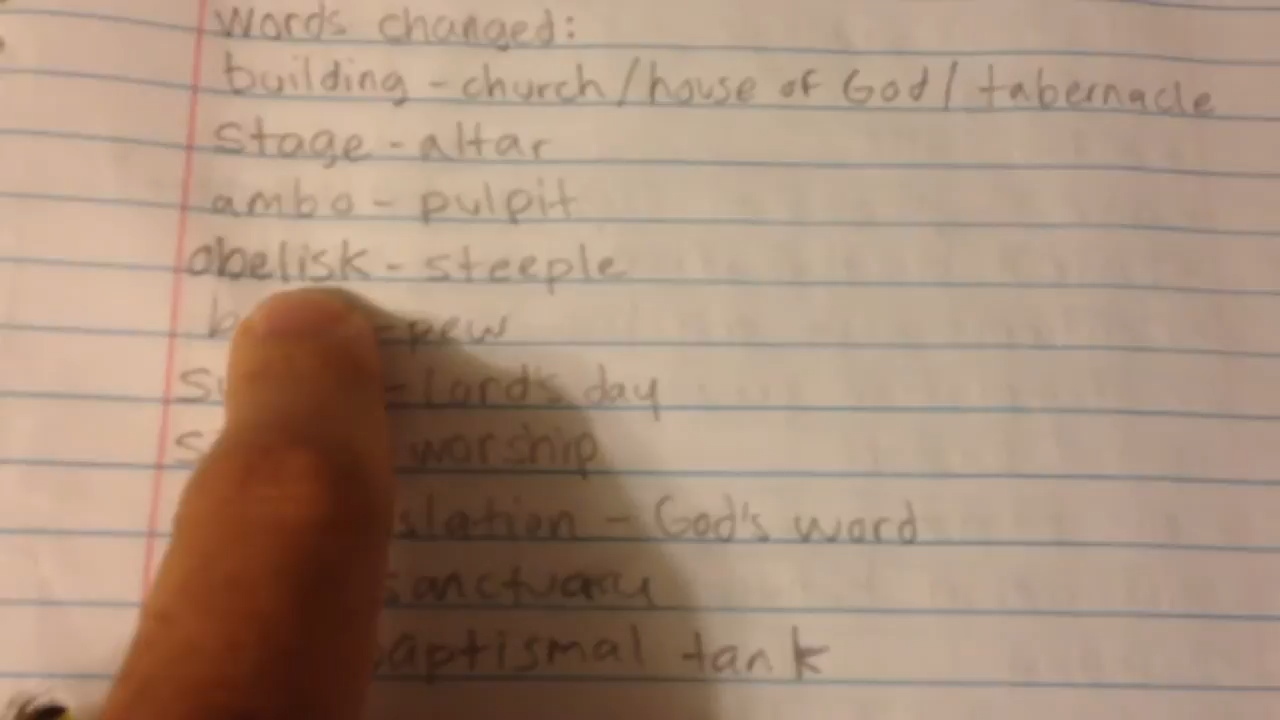 words changed:
building - church / house of God / tabernacle
stage - altar
ambo - pulpit
obelisk - steeple
- pew
- Lord's day
worship
- God's word
sanctuary
tank